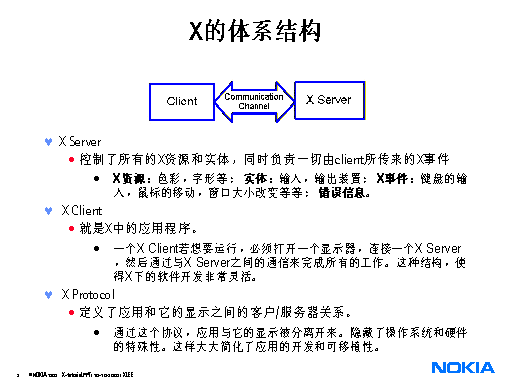 X的体系结构
Client
Communication
Channel
X Server
X Server
控制了所有的X资源和实体，同时负责一切由client所传来的X事件
X资源：色彩，字形等； 实体：输入，输出装置； X事件：键盘的输
入，鼠标的移动，窗口大小改变等等； 错误信息。
X Client
就是X中的应用程序。
一个X Client若想要运行，必须打开一个显示器，连接一个X Server
，然后通过与X Server之间的通信来完成所有的工作。这种结构，使
得X下的软件开发非常灵活。
X Protocol
定义了应用和它的显示之间的客户/服务器关系。
通过这个协议，应用与它的显示被分离开来。隐藏了操作系统和硬件
的特殊性。这样大大简化了应用的开发和可移植性。
©NOKIA
NOKIA